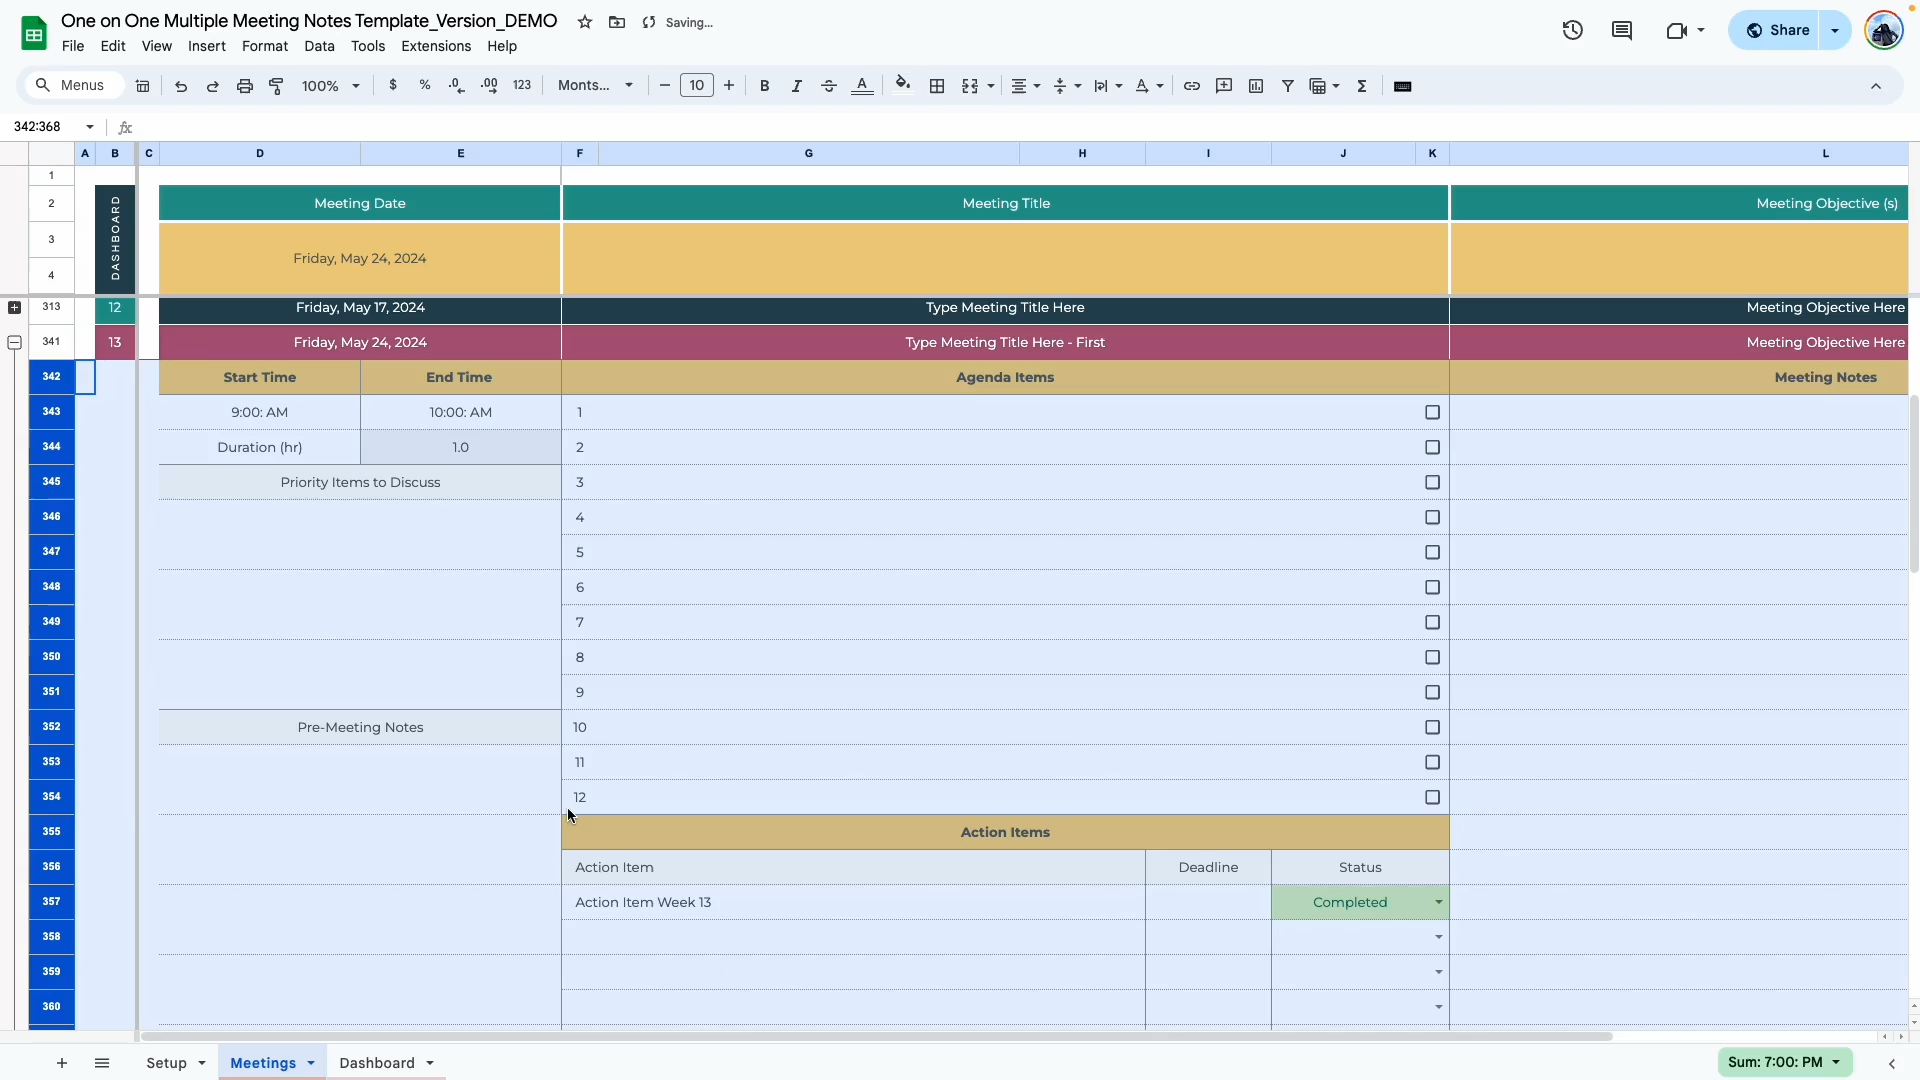 One on One Multiple Meeting Notes Template_Version_DEMO Saving...
File Edit View Insert Format Data Tools Extensions Help
Share
Menus 100% $ % .0 .00 123 Monts... 10 B I S A
342:368 fx
A B C D E F G H I J K L
1
2 Meeting Date Meeting Title Meeting Objective (s)
DASHBOARD
3
Friday, May 24, 2024
4
313 12 Friday, May 17, 2024 Type Meeting Title Here Meeting Objective Here
341 13 Friday, May 24, 2024 Type Meeting Title Here - First Meeting Objective Here
342 Start Time End Time Agenda Items Meeting Notes
343 9:00: AM 10:00: AM 1
344 Duration (hr) 1.0 2
345 Priority Items to Discuss 3
346 4
347 5
348 6
349 7
350 8
351 9
352 Pre-Meeting Notes 10
353 11
354 12
355 Action Items
356 Action Item Deadline Status
357 Action Item Week 13 Completed
358
359
360
Setup Meetings Dashboard Sum: 7:00: PM